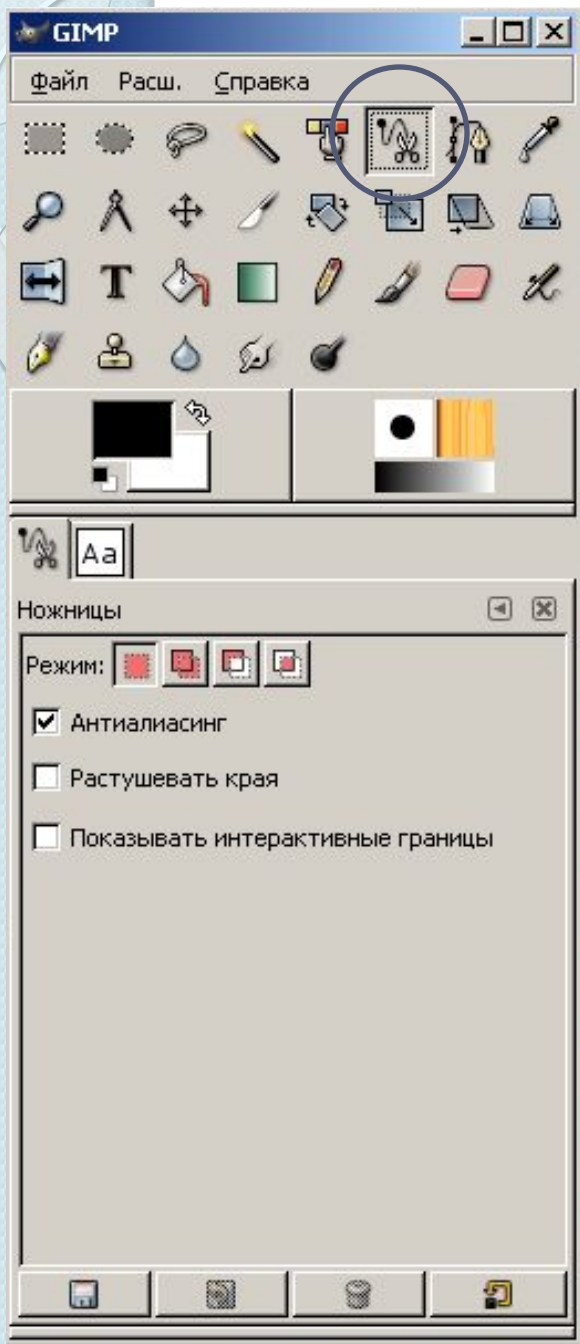 GIMP
Файл Расш. Справка
T
Aa
Ножницы
Режим:
Антиалиасинг
Растушевать края
Показывать интерактивные границы